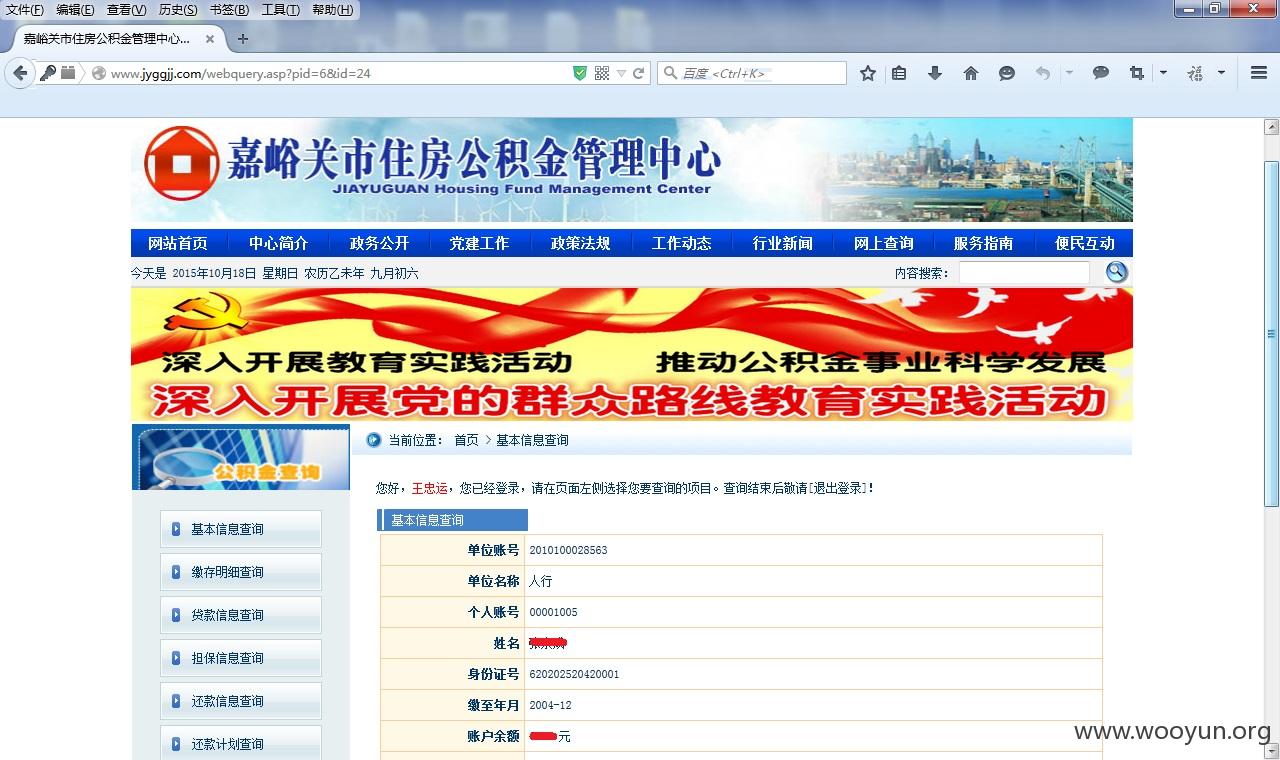 文件(F) 编辑(E) 查看(V) 历史(S) 书签(B) 工具(T) 帮助(H)
嘉峪关市住房公积金管理中心...
www.jyggjj.com/webquery.asp?pid=6&id=24
百度 <Ctrl+K>
嘉峪关市住房公积金管理中心
JIAYUGUAN Housing Fund Management Center
网站首页 中心简介 政务公开 党建工作 政策法规 工作动态 行业新闻 网上查询 服务指南 便民互动
今天是 2015年10月18日 星期日 农历乙未年 九月初六
内容搜索：
深入开展教育实践活动 推动公积金事业科学发展
深入开展党的群众路线教育实践活动
公积金查询
当前位置： 首页 > 基本信息查询
您好，王忠运，您已经登录，请在页面左侧选择您要查询的项目。查询结束后敬请[退出登录]！
基本信息查询
基本信息查询
缴存明细查询
贷款信息查询
担保信息查询
还款信息查询
还款计划查询
单位账号 2010100028563
单位名称 人行
个人账号 00001005
姓名
身份证号 620202520420001
缴至年月 2004-12
账户余额 元
www.wooyun.org